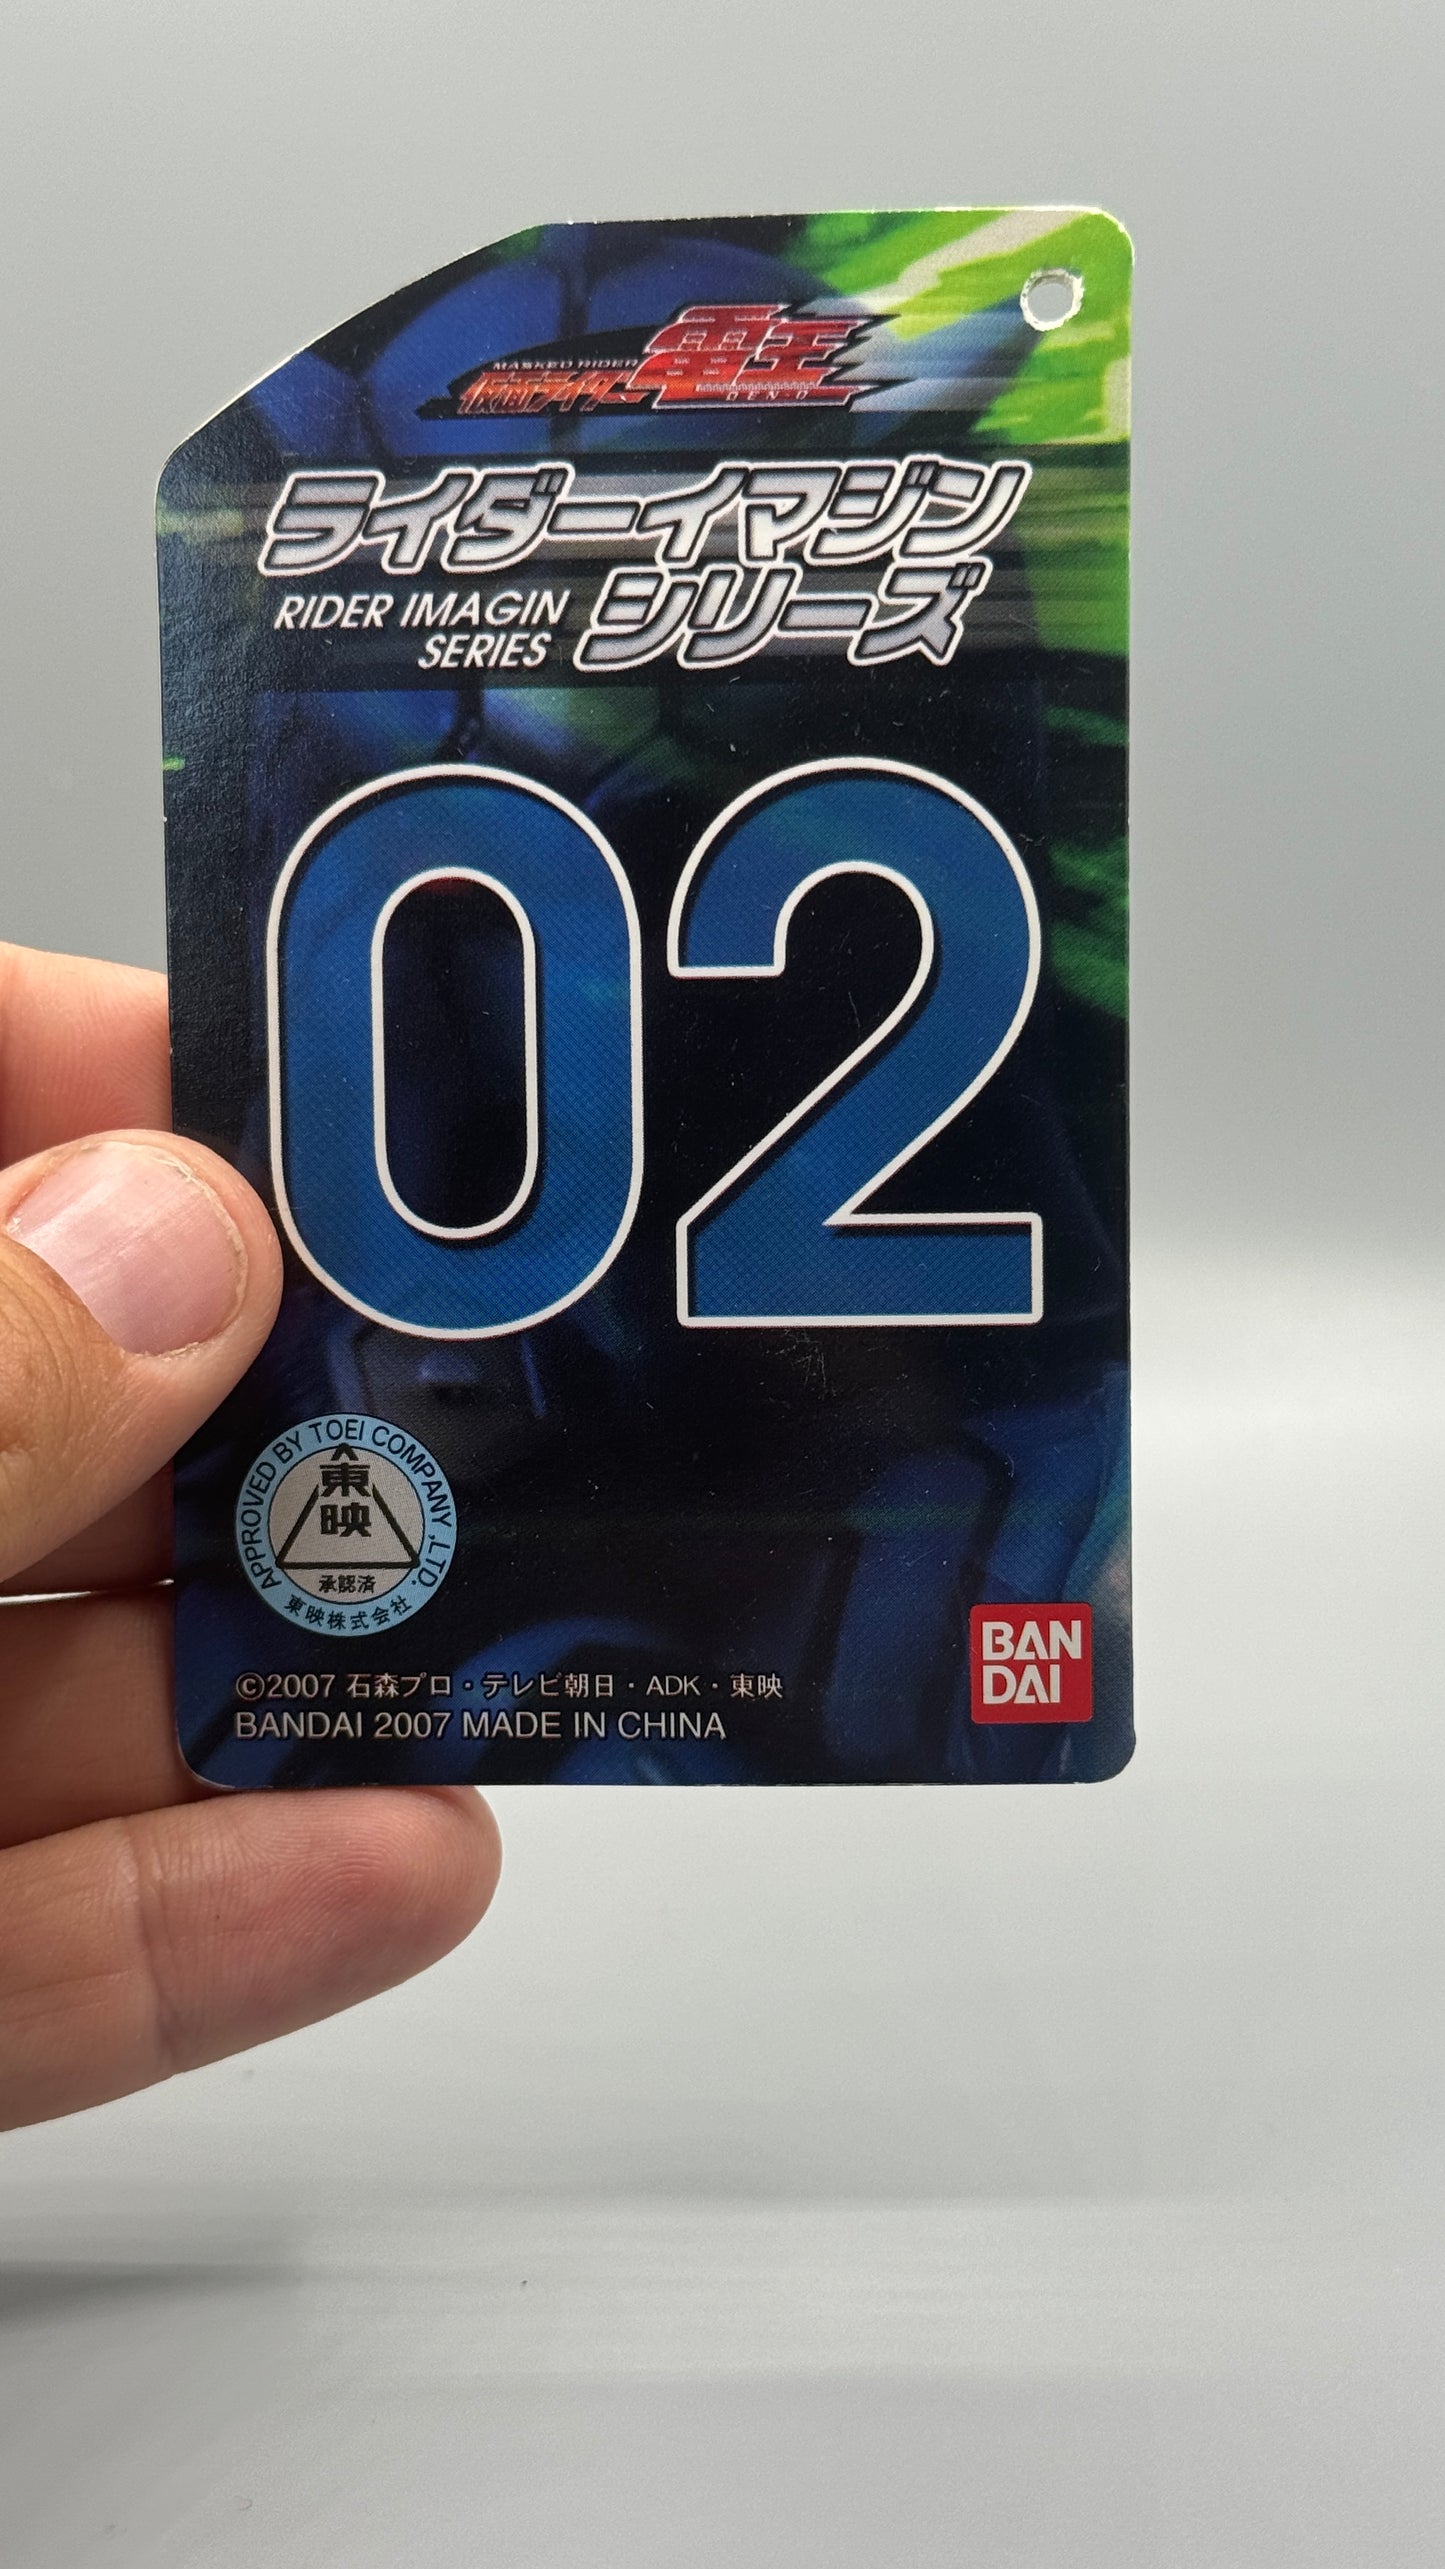 MASKED RIDER
仮面ライダー電王
DEN-O
ライダーイマジン
RIDER IMAGIN
SERIES
シリーズ
02
APPROVED BY TOEI COMPANY,LTD.
東映
承認済
東映株式会社
©2007 石森プロ・テレビ朝日・ADK・東映
BANDAI 2007 MADE IN CHINA
BAN
DAI